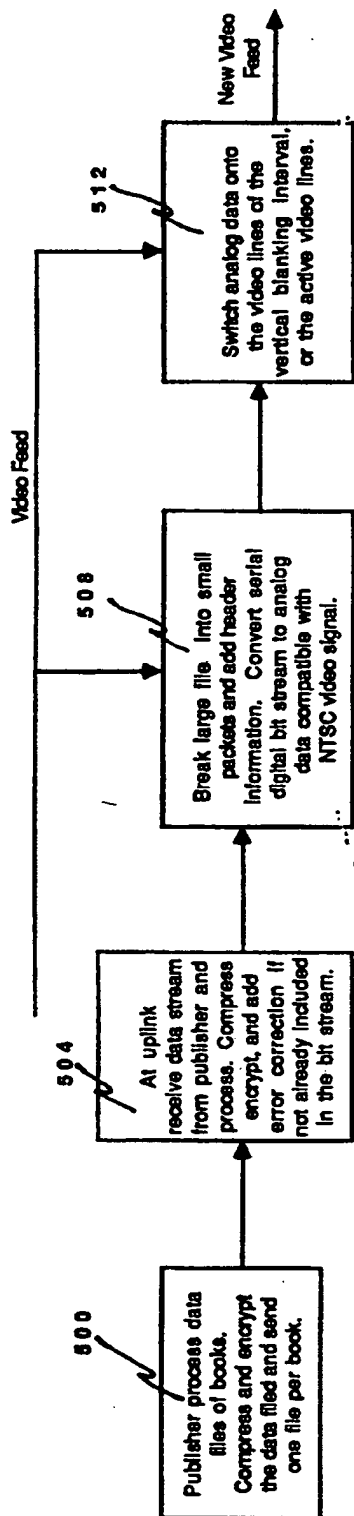 500
Publisher process data
files of books.
Compress and encrypt
the data filed and send
one file per book.
504
At uplink
receive data stream
from publisher and
process. Compress
encrypt, and add
error correction if
not already included
in the bit stream.
Video Feed
508
Break large file into small
packets and add header
Information. Convert serial
digital bit stream to analog
data compatible with
NTSC video signal.
512
Switch analog data onto
the video lines of the
vertical blanking interval,
or the active video lines.
New Video
Feed